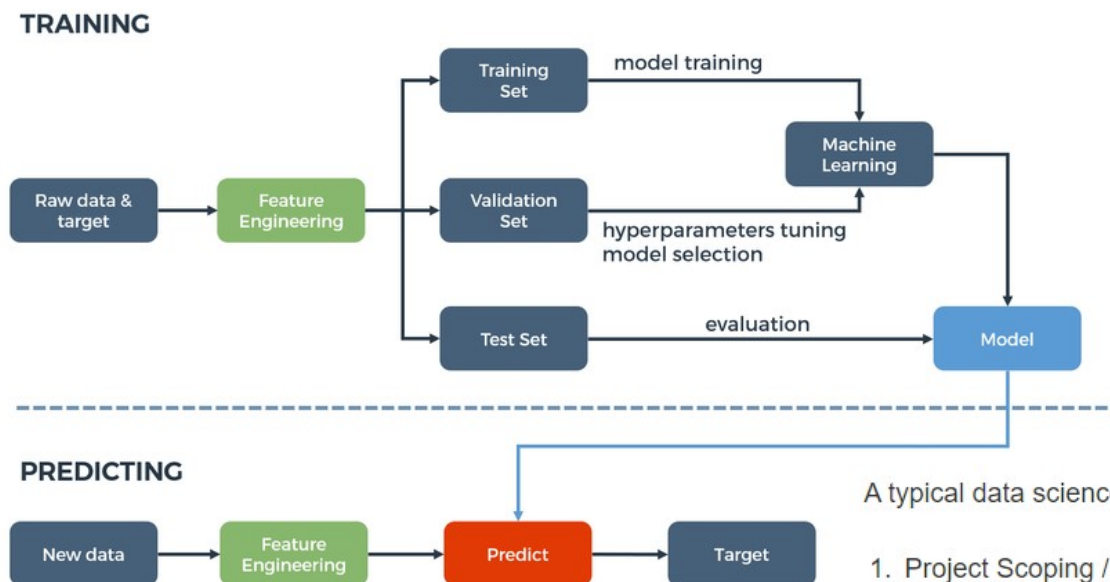 TRAINING
Training
Set
model training
Machine
Learning
Raw data &
target
Feature
Engineering
Validation
Set
hyperparameters tuning
model selection
Test Set
evaluation
Model
PREDICTING
New data
Feature
Engineering
Predict
Target
A typical data scienc
1. Project Scoping /